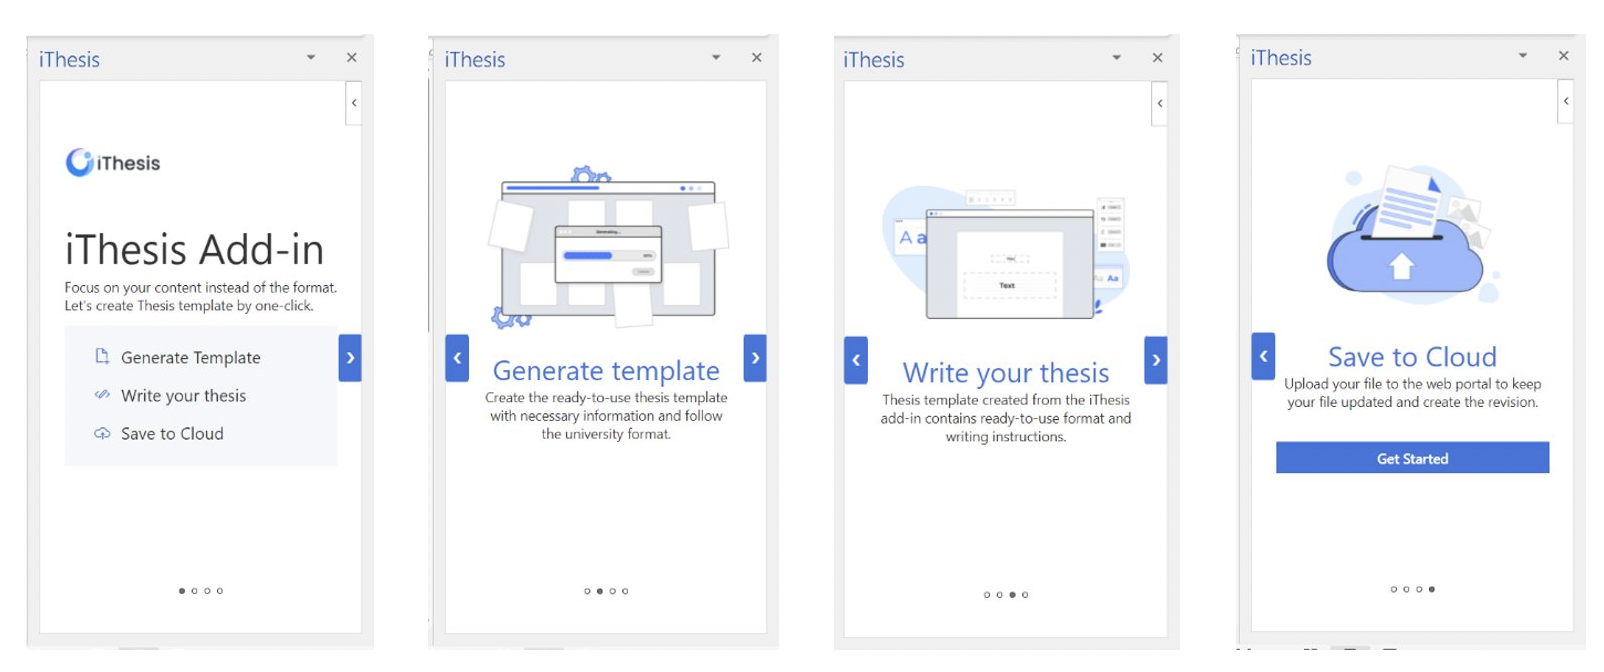 iThesis
iThesis
iThesis Add-in
Focus on your content instead of the format.
Let's create Thesis template by one-click.
Generate Template
Write your thesis
Save to Cloud
iThesis
Generating...
Generate template
Create the ready-to-use thesis template
with necessary information and follow
the university format.
iThesis
A aa
Text
Aa Aa
Write your thesis
Thesis template created from the iThesis
add-in contains ready-to-use format and
writing instructions.
iThesis
Save to Cloud
Upload your file to the web portal to keep
your file updated and create the revision.
Get Started